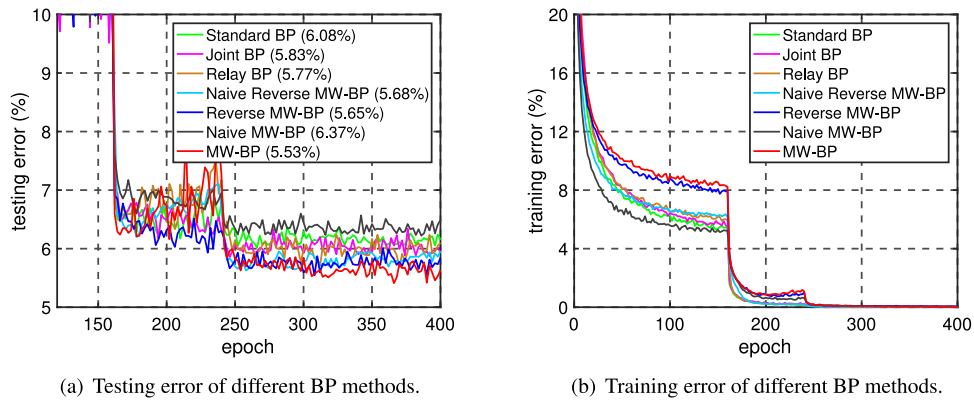 10
9
8
7
6
5
testing error (%)
150
200
250
300
350
400
epoch
Standard BP (6.08%)
Joint BP (5.83%)
Relay BP (5.77%)
Naive Reverse MW-BP (5.68%)
Reverse MW-BP (5.65%)
Naive MW-BP (6.37%)
MW-BP (5.53%)
(a) Testing error of different BP methods.
20
16
12
8
4
0
training error (%)
0
100
200
300
400
epoch
Standard BP
Joint BP
Relay BP
Naive Reverse MW-BP
Reverse MW-BP
Naive MW-BP
MW-BP
(b) Training error of different BP methods.